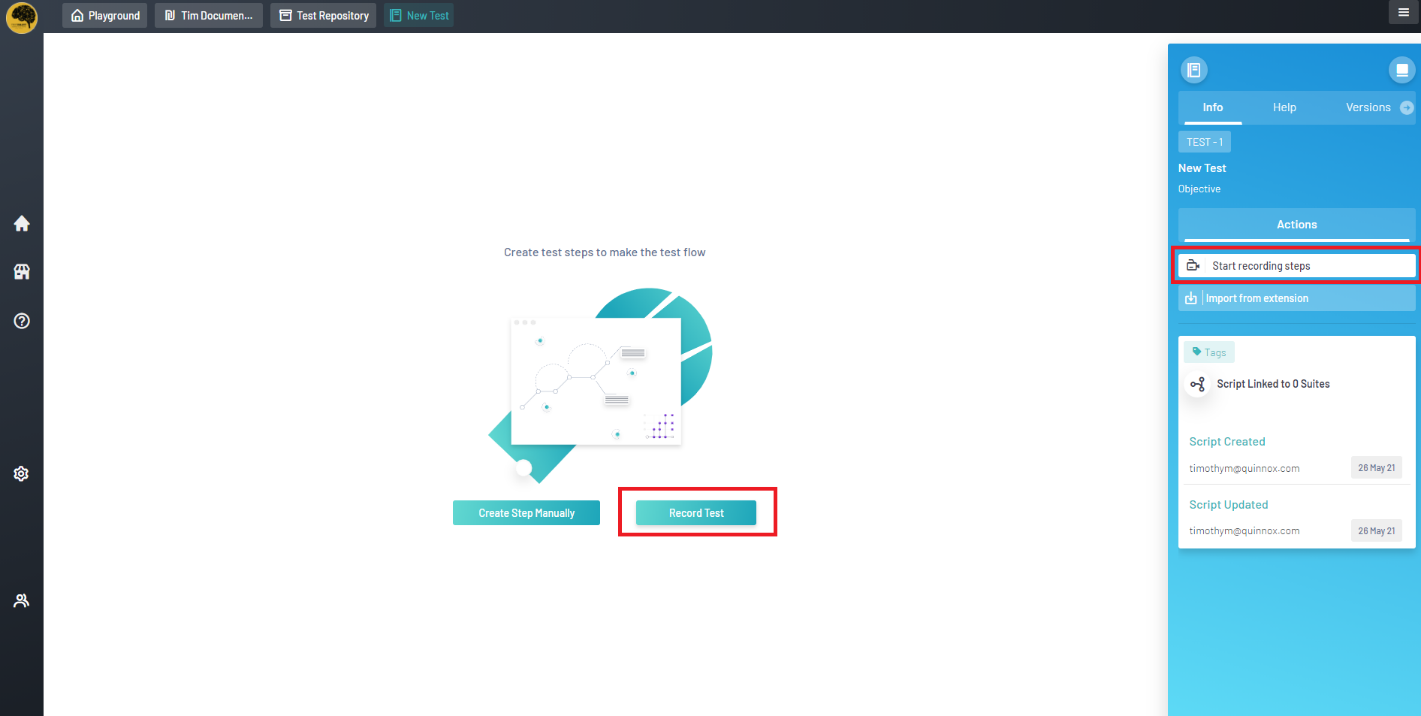 Playground
Tim Documen...
Test Repository
New Test
Info
Help
Versions
TEST - 1
New Test
Objective
Actions
Start recording steps
Import from extension
Tags
Script Linked to 0 Suites
Script Created
timothym@quinnox.com
26 May 21
Script Updated
timothym@quinnox.com
26 May 21
Create test steps to make the test flow
Create Step Manually
Record Test